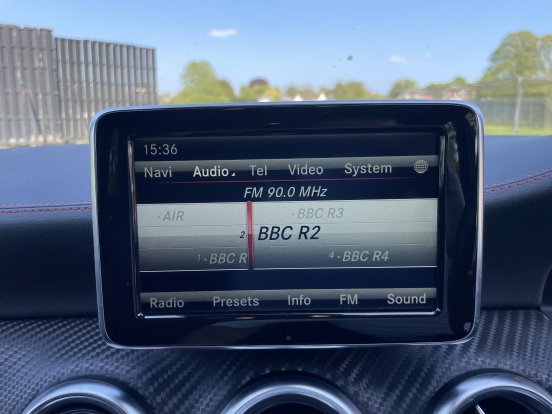 15:36
Navi Audio Tel Video System
FM 90.0 MHz
· AIR · BBC R3
2 · BBC R2
1 · BBC R 4 · BBC R4
Radio Presets Info FM Sound